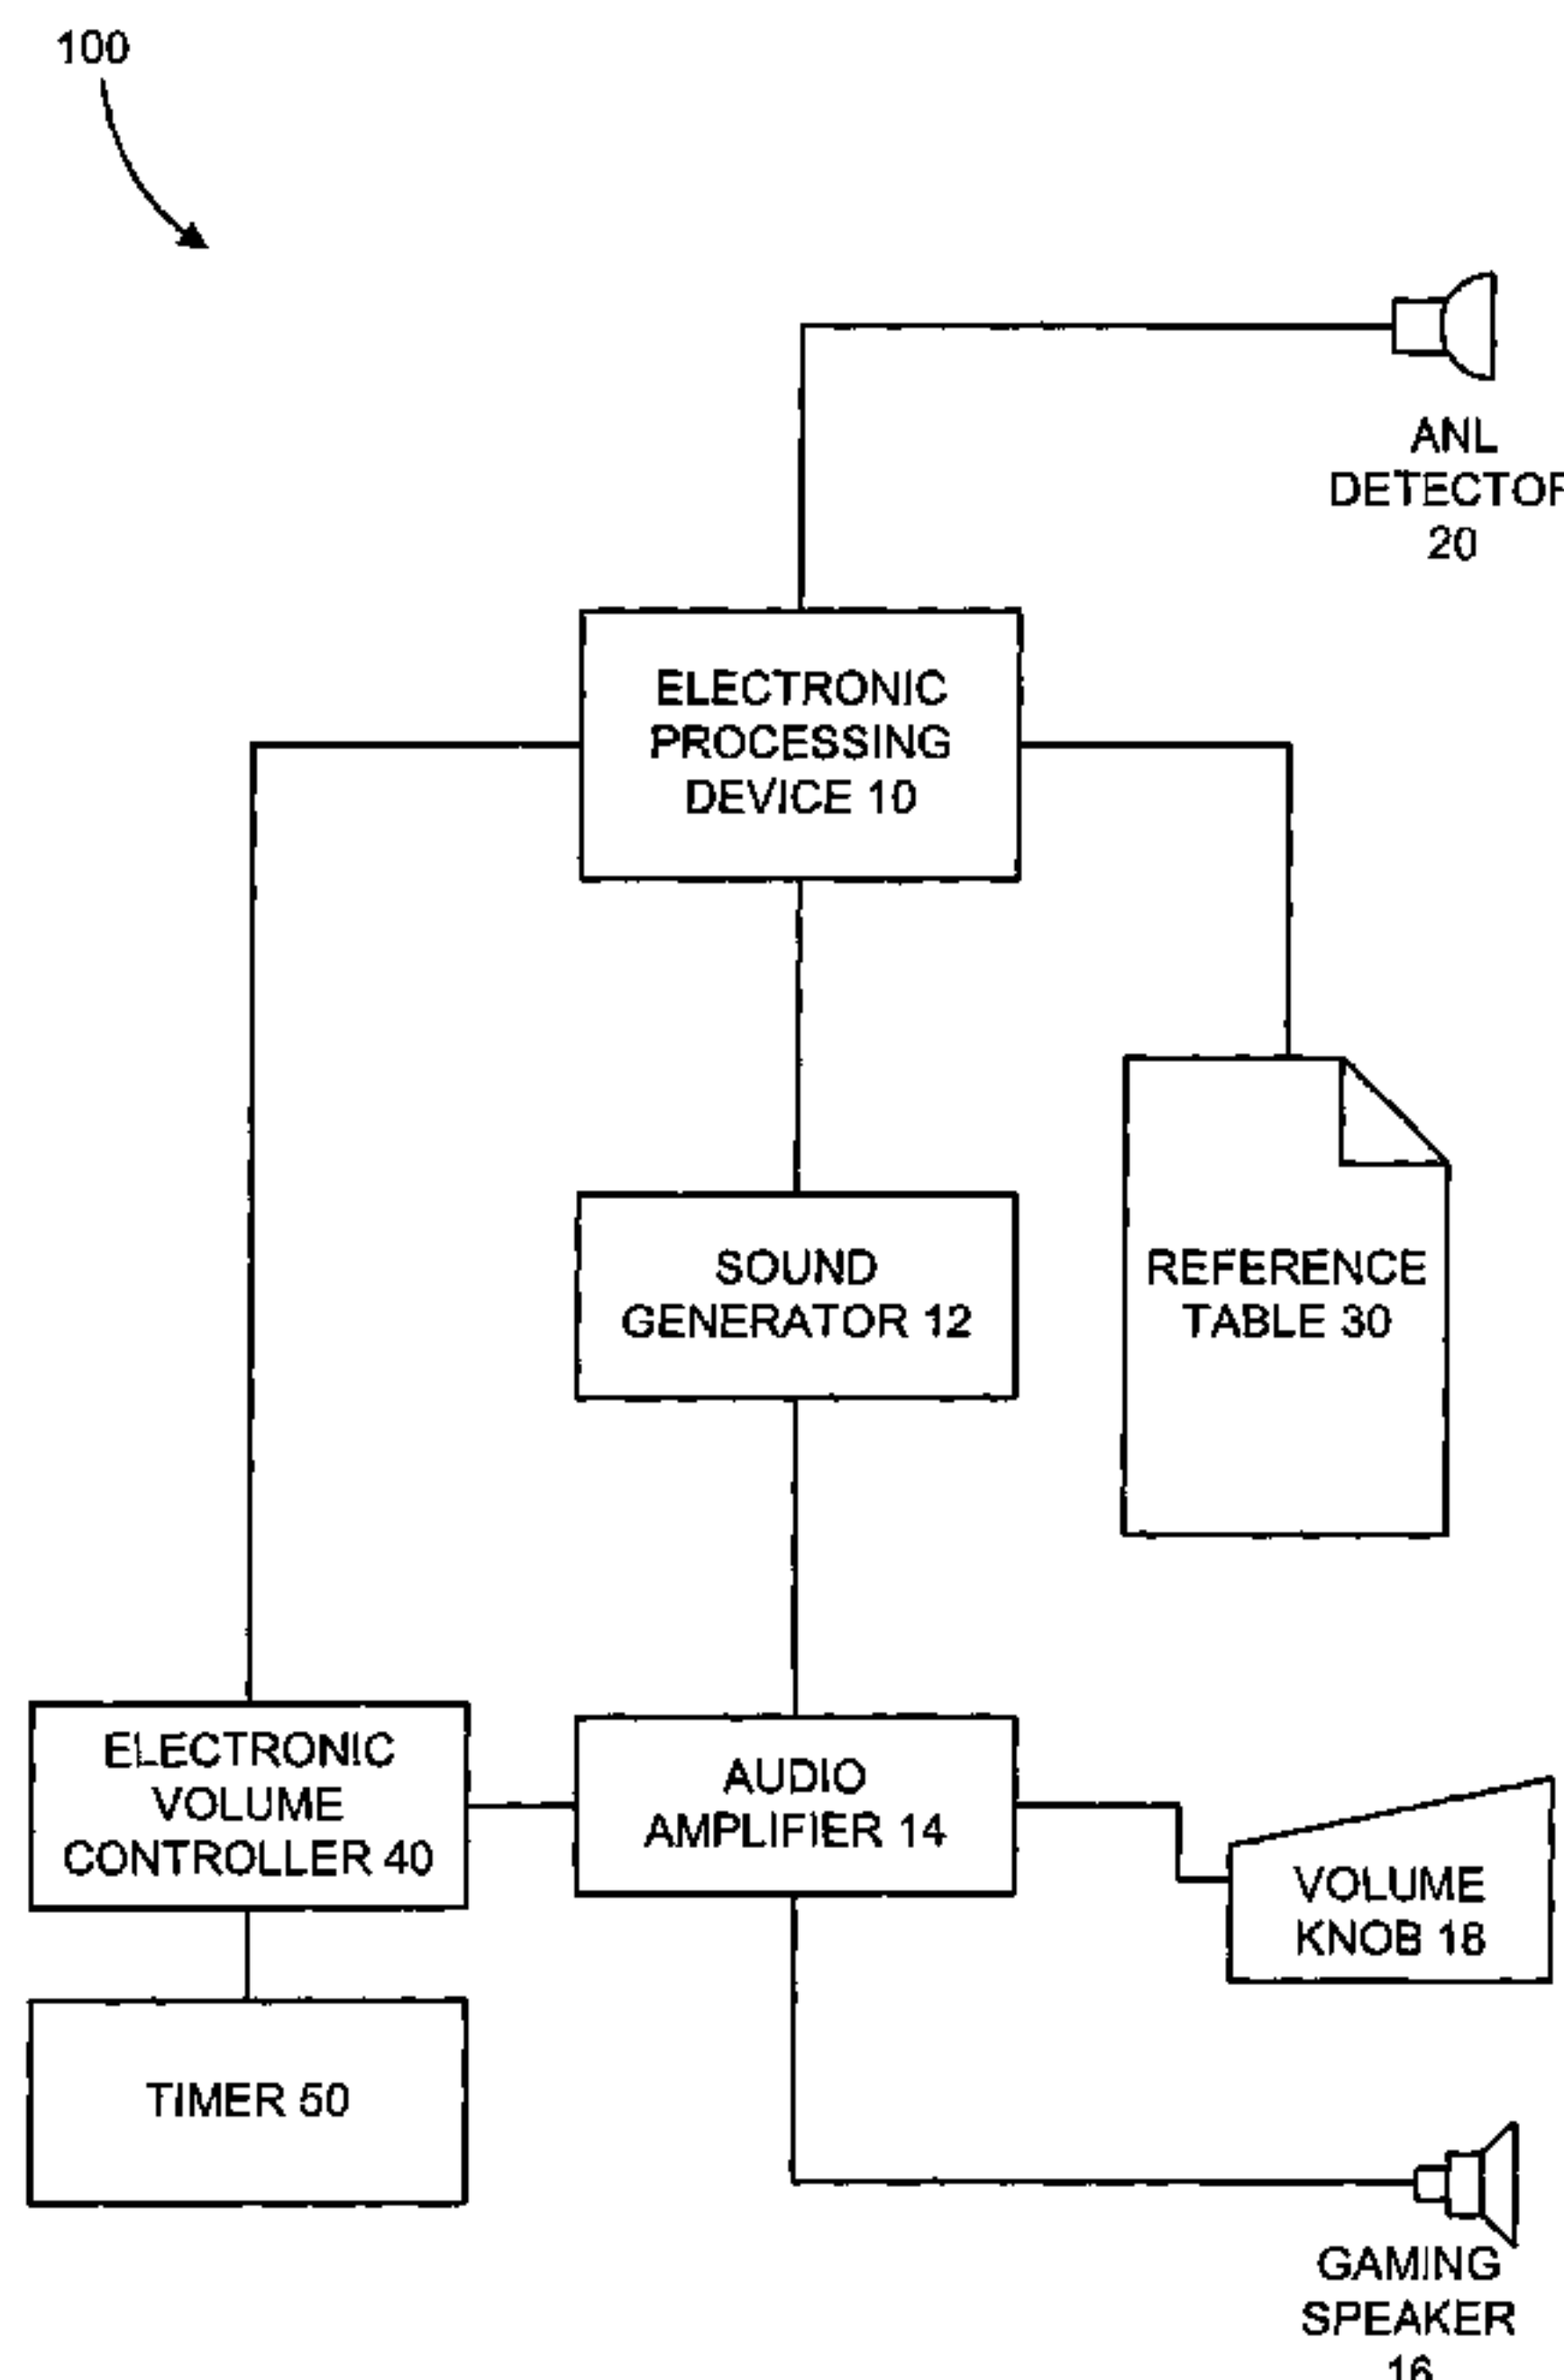 100
ANL
DETECTOR
20
ELECTRONIC
PROCESSING
DEVICE 10
SOUND
GENERATOR 12
REFERENCE
TABLE 30
ELECTRONIC
VOLUME
CONTROLLER 40
AUDIO
AMPLIFIER 14
VOLUME
KNOB 18
TIMER 50
GAMING
SPEAKER
16